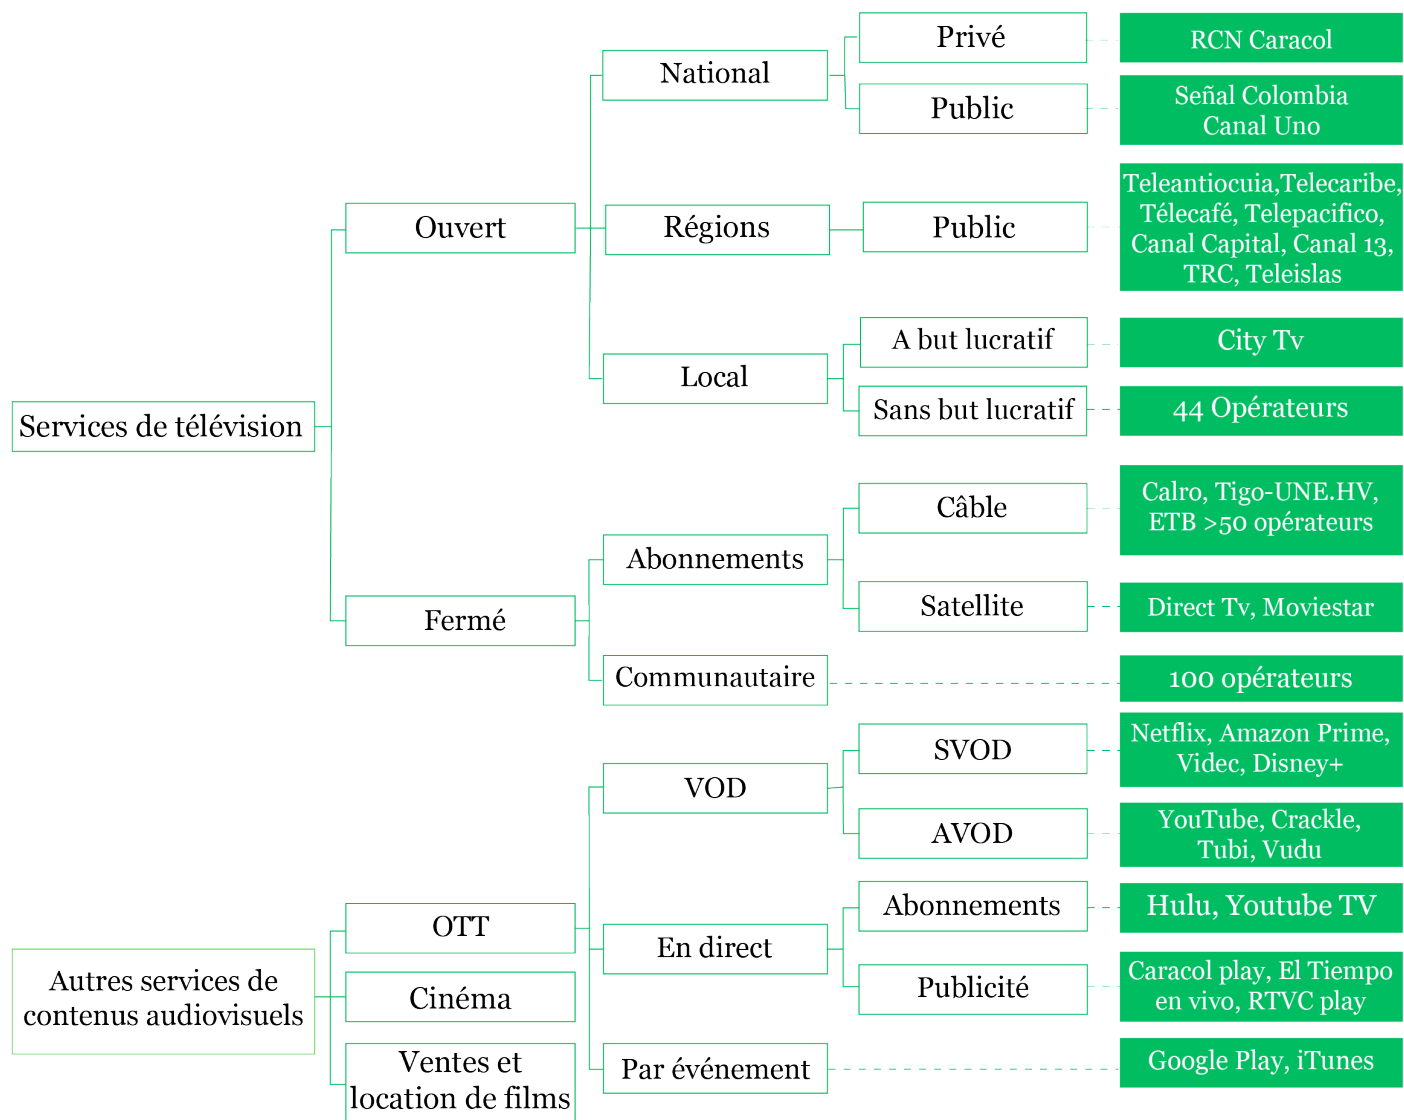 Services de télévision
Ouvert
National
Privé
RCN Caracol
Public
Señal Colombia
Canal Uno
Régions
Public
Teleantiocuia,Telecaribe,
Télecafé, Telepacifico,
Canal Capital, Canal 13,
TRC, Teleislas
Local
A but lucratif
City Tv
Sans but lucratif
44 Opérateurs
Fermé
Abonnements
Câble
Calro, Tigo-UNE.HV,
ETB >50 opérateurs
Satellite
Direct Tv, Moviestar
Communautaire
100 opérateurs
Autres services de
contenus audiovisuels
OTT
VOD
SVOD
Netflix, Amazon Prime,
Videc, Disney+
AVOD
YouTube, Crackle,
Tubi, Vudu
En direct
Abonnements
Hulu, Youtube TV
Publicité
Caracol play, El Tiempo
en vivo, RTVC play
Par événement
Google Play, iTunes
Cinéma
Ventes et
location de films